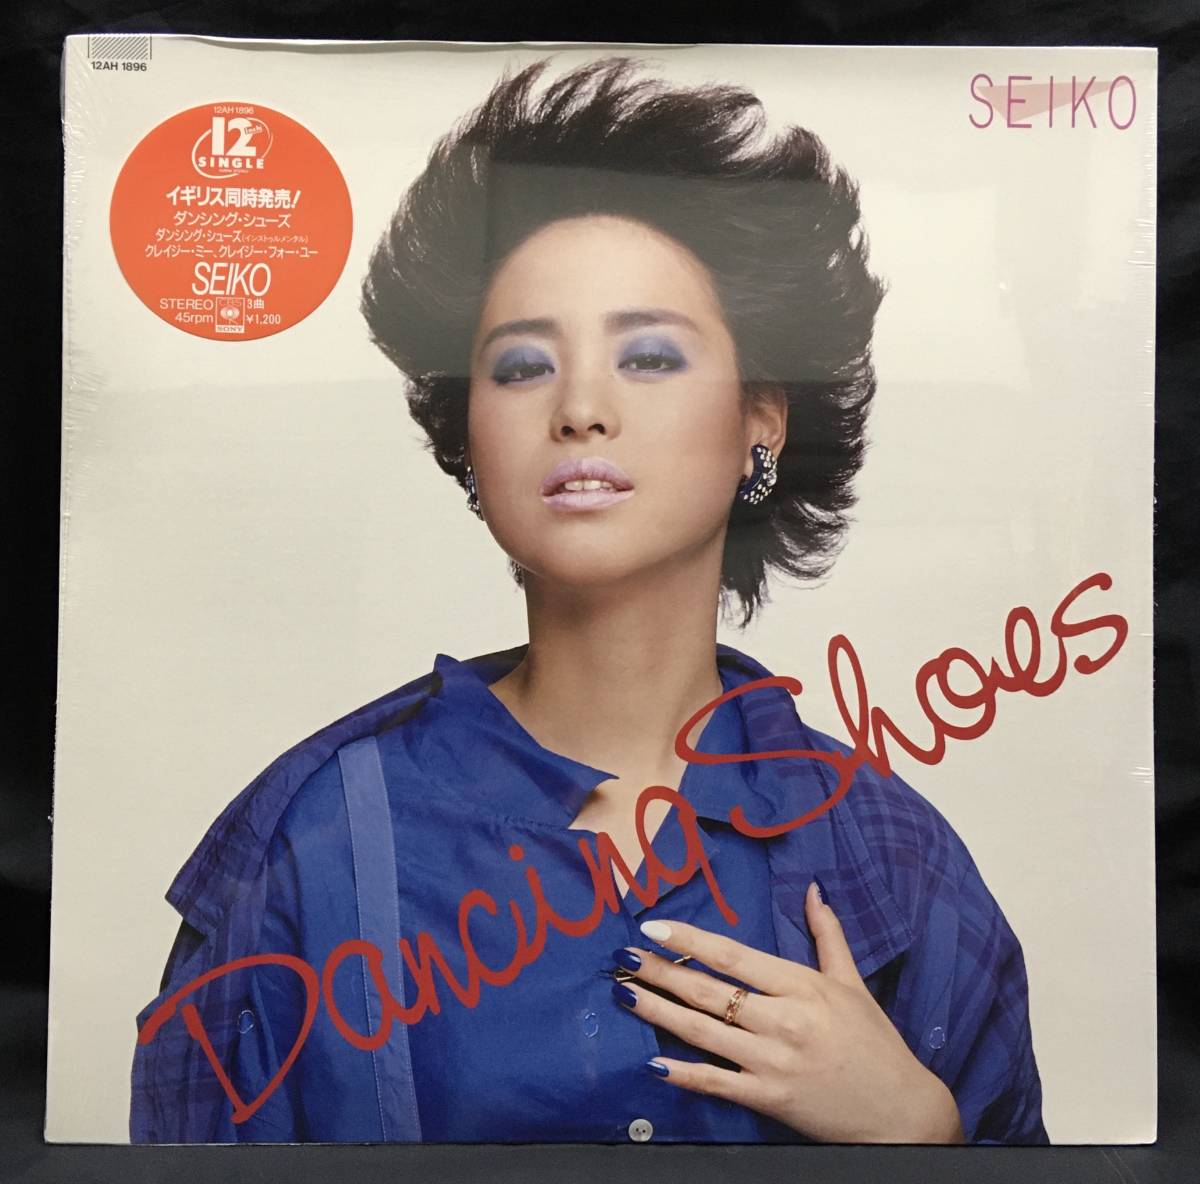 12AH 1896
SEIKO
12AH1896
12 inch
SINGLE
イギリス同時発売!
ダンシング・シューズ
ダンシング・シューズ(インストゥルメンタル)
クレイジー・ミー、クレイジー・フォー・ユー
SEIKO
STEREO CBS 3曲
45rpm SONY ¥1,200
Dancing Shoes